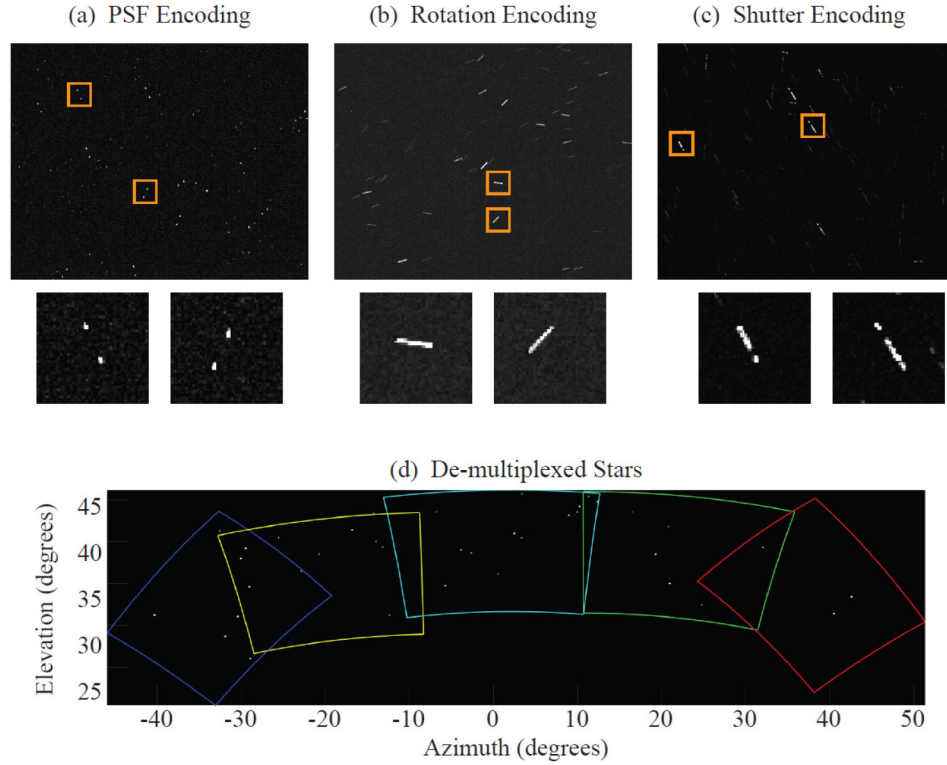 (a) PSF Encoding
(b) Rotation Encoding
(c) Shutter Encoding
(d) De-multiplexed Stars
Elevation (degrees)
45
40
35
30
25
-40 -30 -20 -10 0 10 20 30 40 50
Azimuth (degrees)